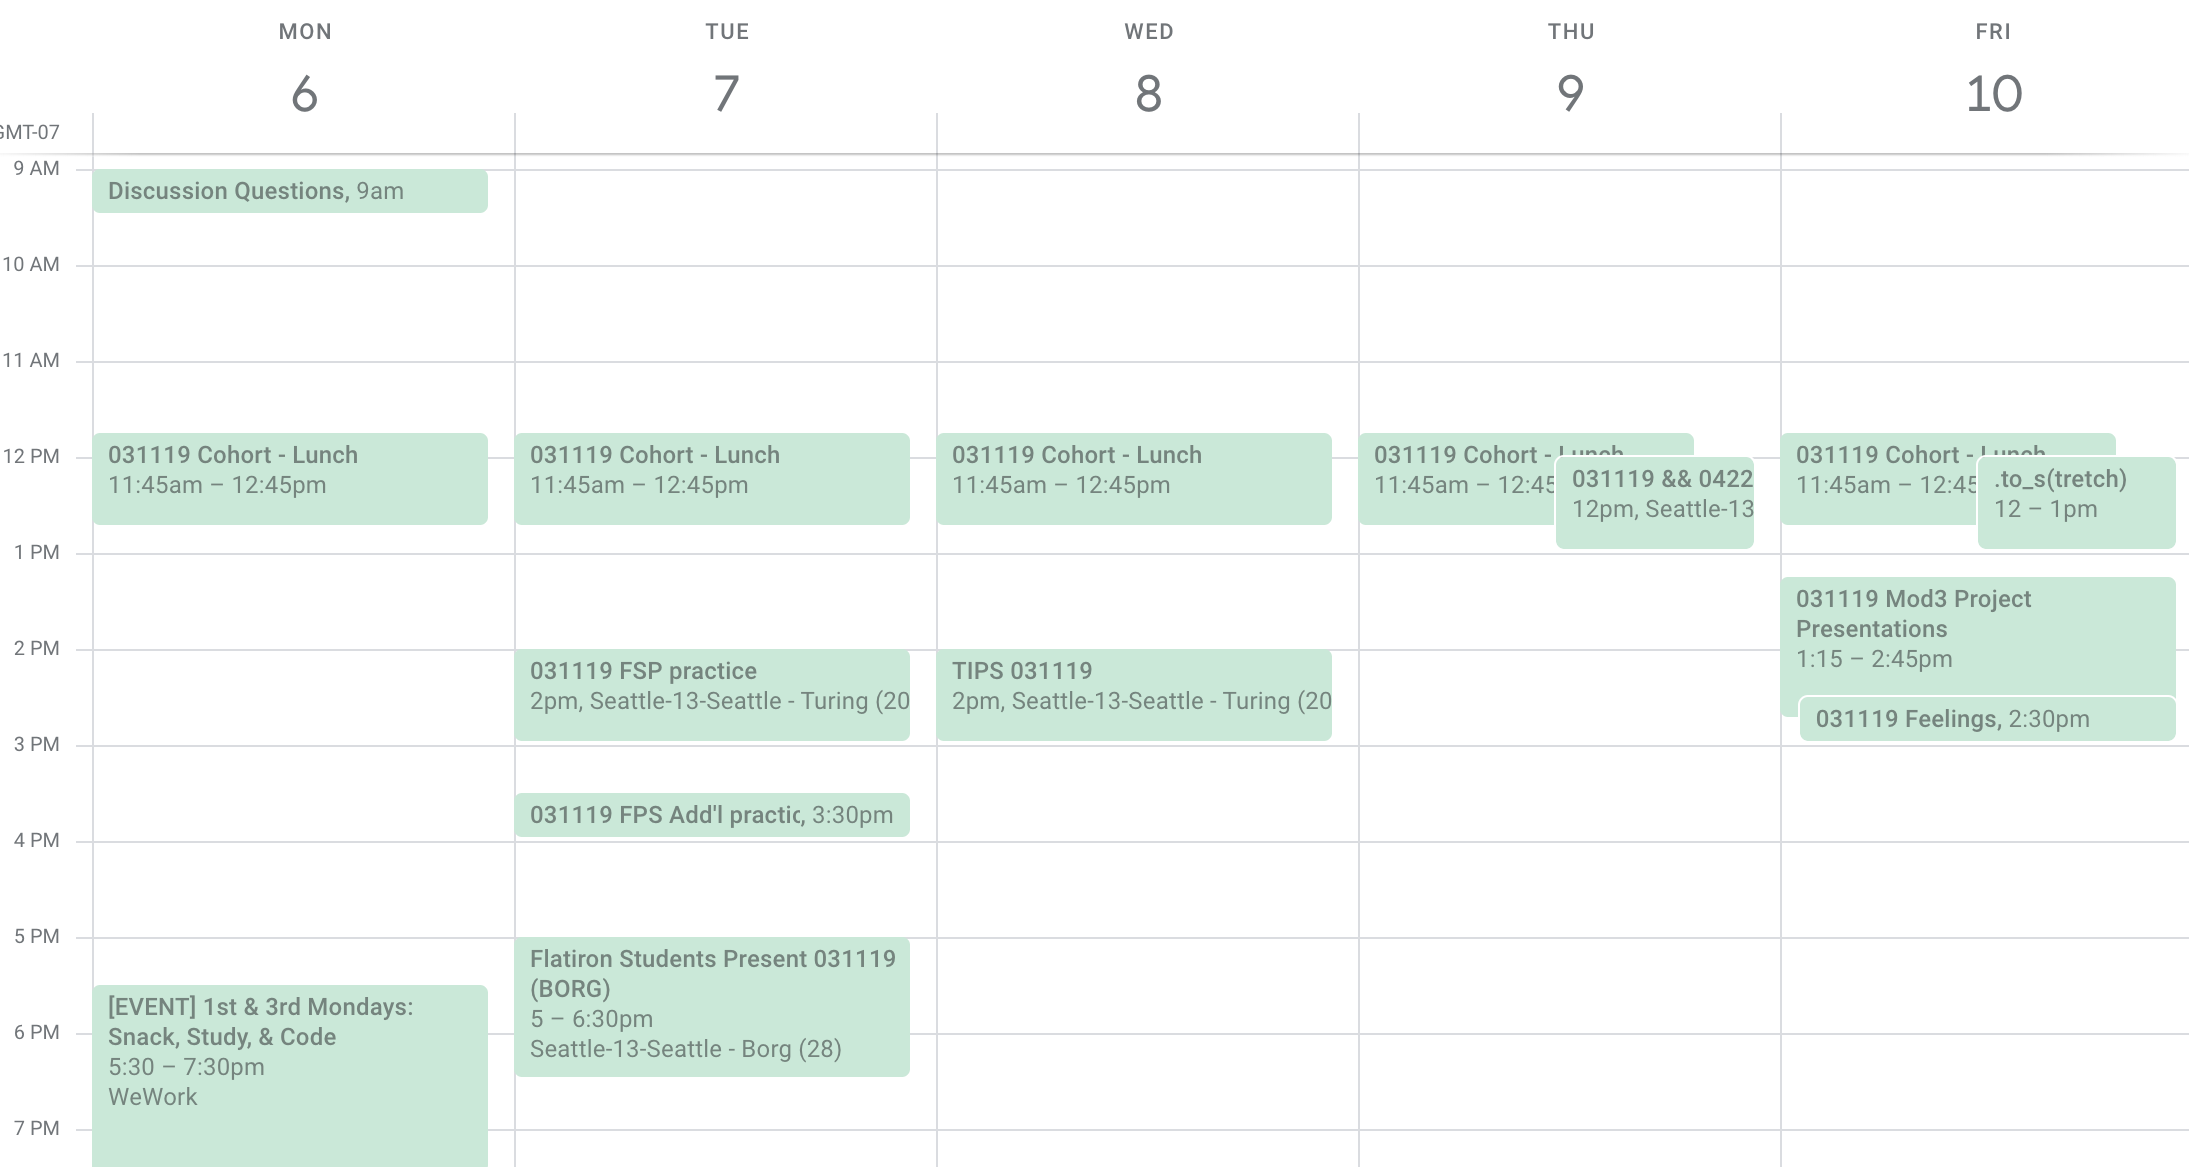 MON
TUE
WED
THU
FRI
6
7
8
9
10
GMT-07
9 AM
10 AM
11 AM
12 PM
1 PM
2 PM
3 PM
4 PM
5 PM
6 PM
7 PM
Discussion Questions, 9am
031119 Cohort - Lunch
11:45am – 12:45pm
[EVENT] 1st & 3rd Mondays:
Snack, Study, & Code
5:30 – 7:30pm
WeWork
031119 Cohort - Lunch
11:45am – 12:45pm
031119 FSP practice
2pm, Seattle-13-Seattle - Turing (20
031119 FPS Add'l practic, 3:30pm
Flatiron Students Present 031119
(BORG)
5 – 6:30pm
Seattle-13-Seattle - Borg (28)
031119 Cohort - Lunch
11:45am – 12:45pm
TIPS 031119
2pm, Seattle-13-Seattle - Turing (20
031119 Cohort - Lunch
11:45am – 12:45
031119 && 0422
12pm, Seattle-13
031119 Cohort - Lunch
11:45am – 12:45
.to_s(tretch)
12 – 1pm
031119 Mod3 Project
Presentations
1:15 – 2:45pm
031119 Feelings, 2:30pm